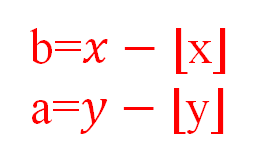 b=x − ⌊x⌋
a=y − ⌊y⌋